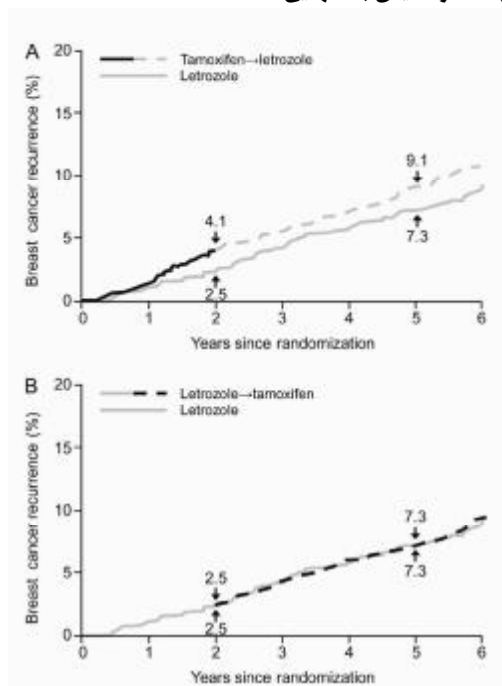 A
Tamoxifen→letrozole
Letrozole
Breast cancer recurrence (%)
20
15
10
5
0
4.1
2.5
9.1
7.3
0 1 2 3 4 5 6
Years since randomization
B
Letrozole→tamoxifen
Letrozole
Breast cancer recurrence (%)
20
15
10
5
0
2.5
2.5
7.3
7.3
0 1 2 3 4 5 6
Years since randomization